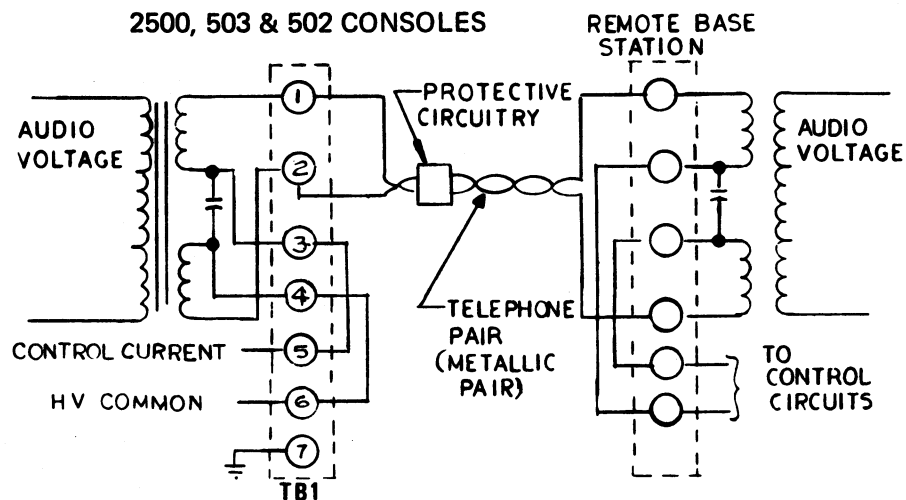 2500, 503 & 502 CONSOLES
REMOTE BASE
STATION
PROTECTIVE
CIRCUITRY
AUDIO
VOLTAGE
AUDIO
VOLTAGE
1
2
3
4
5
6
7
TELEPHONE
PAIR
(METALLIC
PAIR)
CONTROL CURRENT
HV COMMON
TO
CONTROL
CIRCUITS
TB1